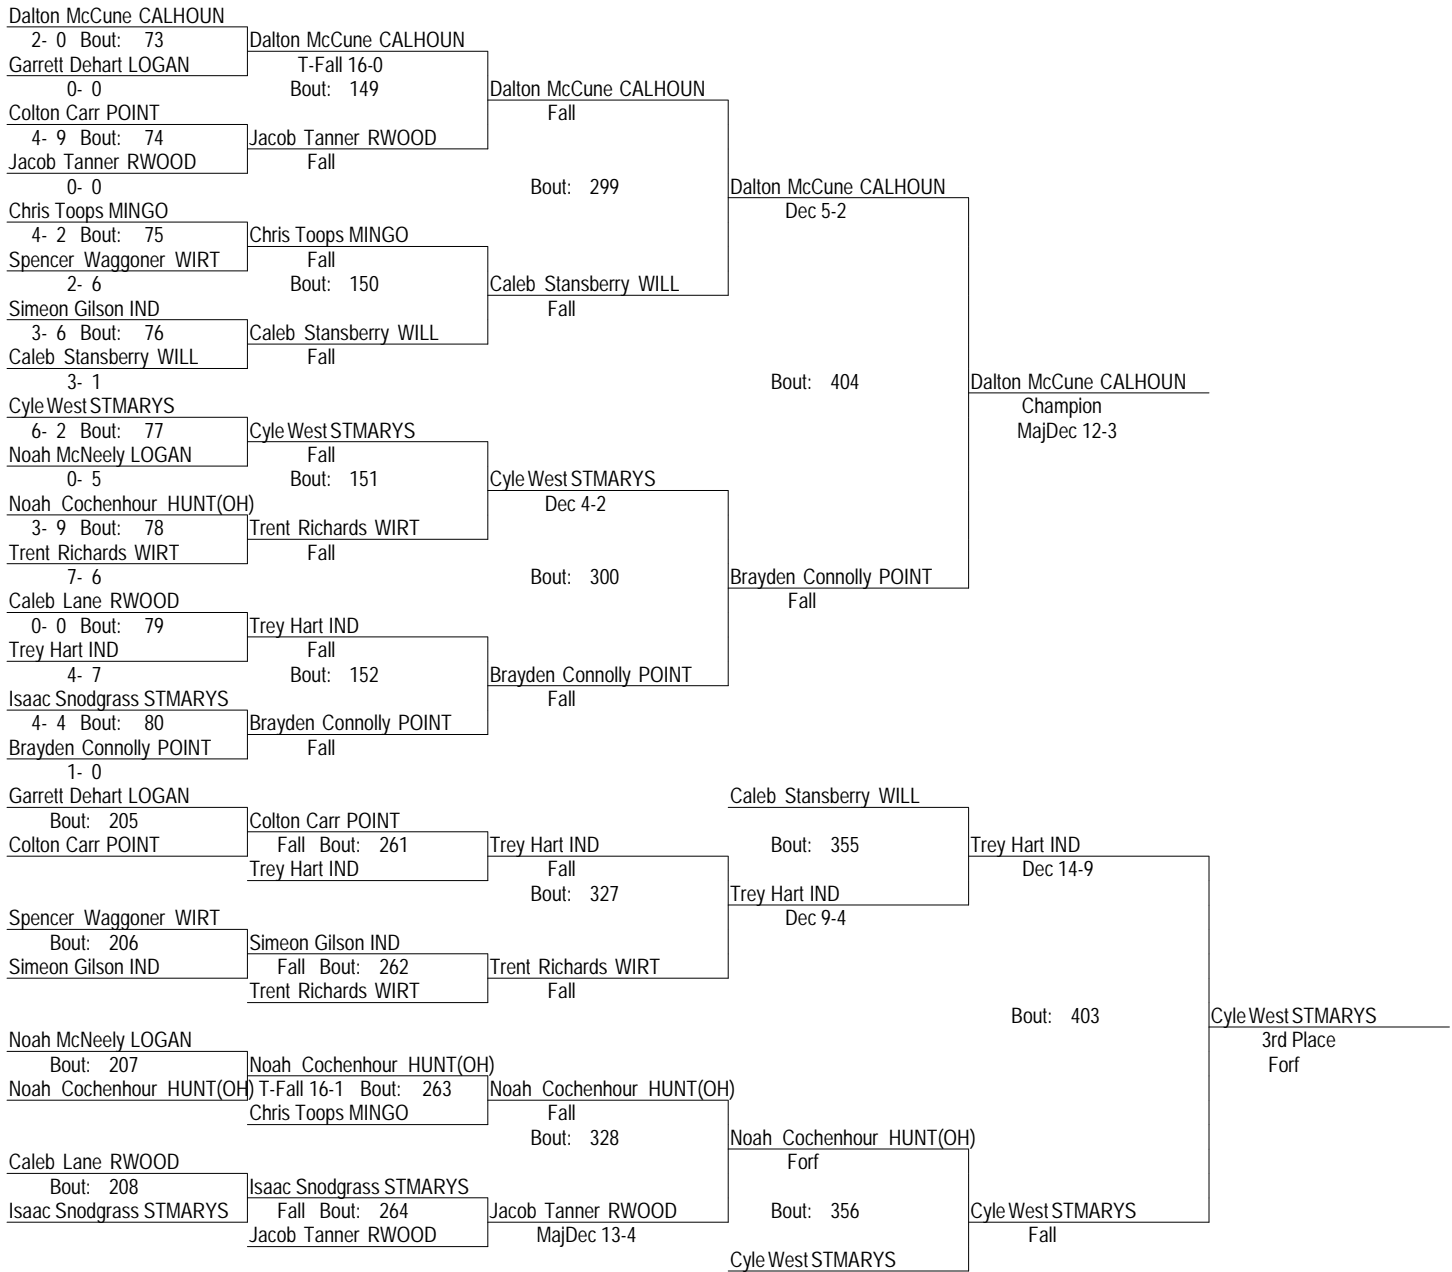 Dalton McCune CALHOUN
2- 0 Bout: 73 Dalton McCune CALHOUN
Garrett Dehart LOGAN T-Fall 16-0
0- 0 Bout: 149 Dalton McCune CALHOUN
Colton Carr POINT Fall
4- 9 Bout: 74 Jacob Tanner RWOOD
Jacob Tanner RWOOD Fall
0- 0 Bout: 299 Dalton McCune CALHOUN
Chris Toops MINGO Dec 5-2
4- 2 Bout: 75 Chris Toops MINGO
Spencer Waggoner WIRT Fall
2- 6 Bout: 150 Caleb Stansberry WILL
Simeon Gilson IND Fall
3- 6 Bout: 76 Caleb Stansberry WILL
Caleb Stansberry WILL Fall
3- 1 Bout: 404 Dalton McCune CALHOUN
Cyle West STMARYS Champion
6- 2 Bout: 77 Cyle West STMARYS MajDec 12-3
Noah McNeely LOGAN Fall
0- 5 Bout: 151 Cyle West STMARYS
Noah Cochenhour HUNT(OH) Dec 4-2
3- 9 Bout: 78 Trent Richards WIRT
Trent Richards WIRT Fall
7- 6 Bout: 300 Brayden Connolly POINT
Caleb Lane RWOOD Fall
0- 0 Bout: 79 Trey Hart IND
Trey Hart IND Fall
4- 7 Bout: 152 Brayden Connolly POINT
Isaac Snodgrass STMARYS Fall
4- 4 Bout: 80 Brayden Connolly POINT
Brayden Connolly POINT Fall
1- 0
Garrett Dehart LOGAN Caleb Stansberry WILL
Bout: 205 Colton Carr POINT
Colton Carr POINT Fall Bout: 261 Trey Hart IND Bout: 355 Trey Hart IND
Trey Hart IND Fall Dec 14-9
Bout: 327 Trey Hart IND
Spencer Waggoner WIRT Dec 9-4
Bout: 206 Simeon Gilson IND
Simeon Gilson IND Fall Bout: 262 Trent Richards WIRT
Trent Richards WIRT Fall
Bout: 403 Cyle West STMARYS
Noah McNeely LOGAN 3rd Place
Bout: 207 Noah Cochenhour HUNT(OH) Forf
Noah Cochenhour HUNT(OH) T-Fall 16-1 Bout: 263 Noah Cochenhour HUNT(OH)
Chris Toops MINGO Fall
Bout: 328 Noah Cochenhour HUNT(OH)
Caleb Lane RWOOD Forf
Bout: 208 Isaac Snodgrass STMARYS
Isaac Snodgrass STMARYS Fall Bout: 264 Jacob Tanner RWOOD Bout: 356 Cyle West STMARYS
Jacob Tanner RWOOD MajDec 13-4 Fall
Cyle West STMARYS